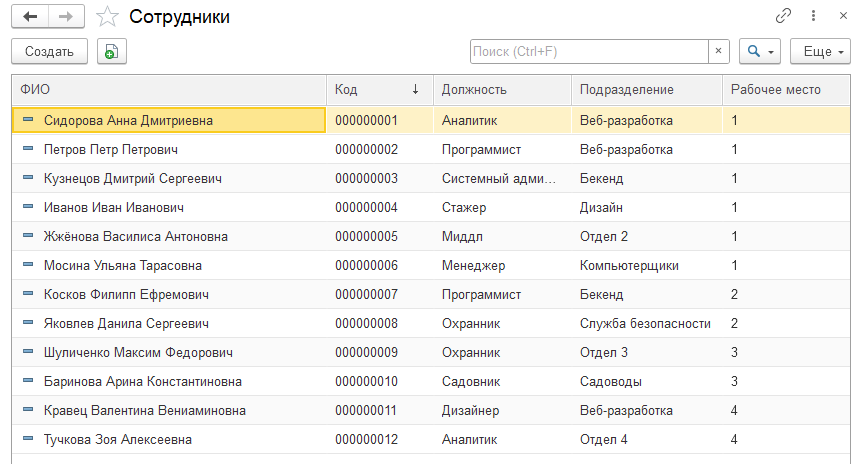 Сотрудники
Создать Поиск (Ctrl+F) Еще
ФИО Код Должность Подразделение Рабочее место
Сидорова Анна Дмитриевна 000000001 Аналитик Веб-разработка 1
Петров Петр Петрович 000000002 Программист Веб-разработка 1
Кузнецов Дмитрий Сергеевич 000000003 Системный адми... Бекенд 1
Иванов Иван Иванович 000000004 Стажер Дизайн 1
Жжёнова Василиса Антоновна 000000005 Миддл Отдел 2 1
Мосина Ульяна Тарасовна 000000006 Менеджер Компьютерщики 1
Косков Филипп Ефремович 000000007 Программист Бекенд 2
Яковлев Данила Сергеевич 000000008 Охранник Служба безопасности 2
Шуличенко Максим Федорович 000000009 Охранник Отдел 3 3
Баринова Арина Константиновна 000000010 Садовник Садоводы 3
Кравец Валентина Вениаминовна 000000011 Дизайнер Веб-разработка 4
Тучкова Зоя Алексеевна 000000012 Аналитик Отдел 4 4